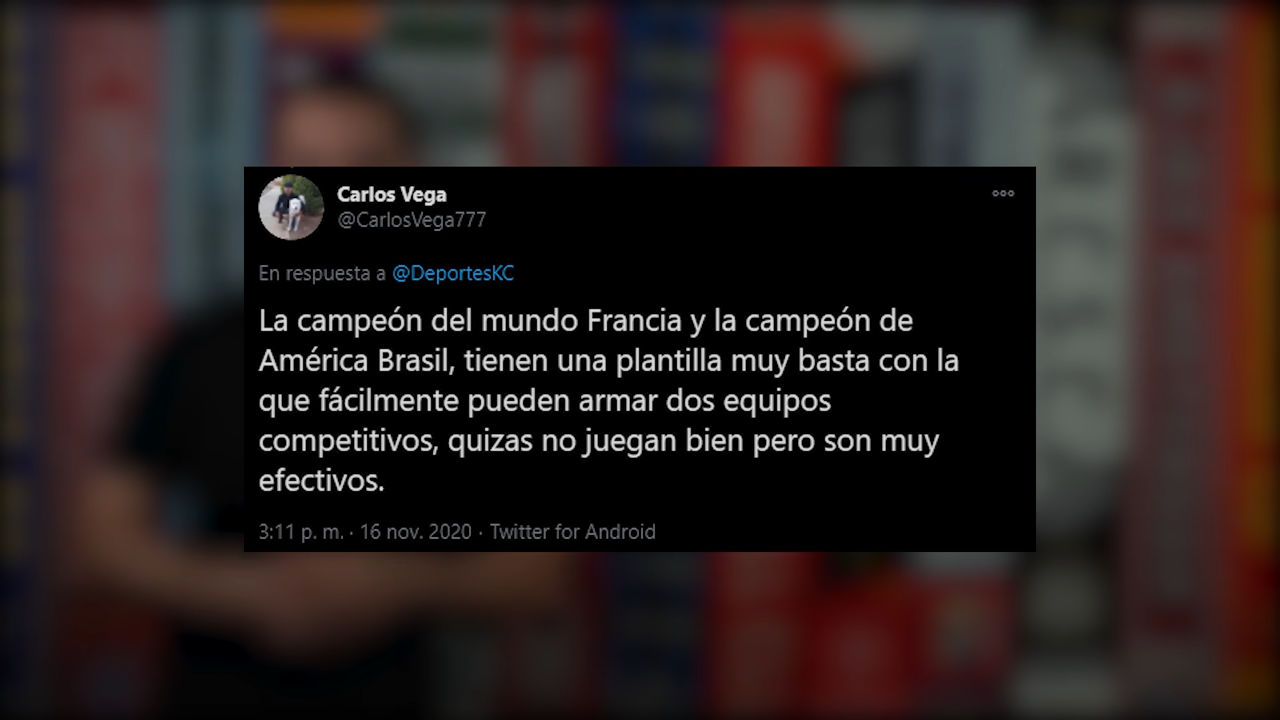 Carlos Vega
@CarlosVega777
En respuesta a @DeportesKC
La campeón del mundo Francia y la campeón de
América Brasil, tienen una plantilla muy basta con la
que fácilmente pueden armar dos equipos
competitivos, quizas no juegan bien pero son muy
efectivos.
3:11 p. m. · 16 nov. 2020 · Twitter for Android